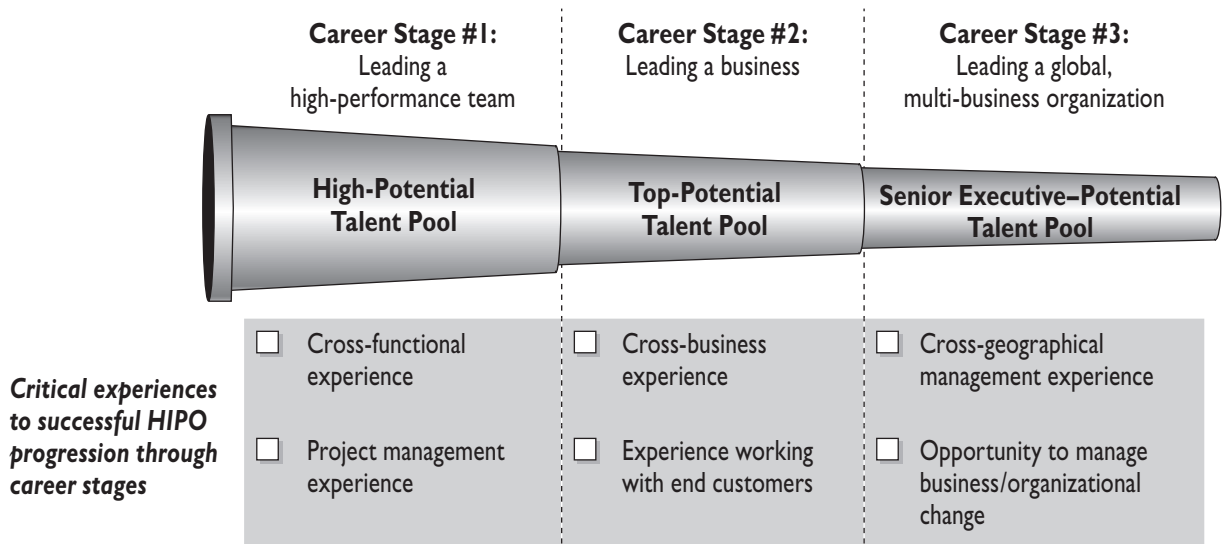 Career Stage #1:
Leading a
high-performance team
Career Stage #2:
Leading a business
Career Stage #3:
Leading a global,
multi-business organization
High-Potential
Talent Pool
Top-Potential
Talent Pool
Senior Executive–Potential
Talent Pool
Critical experiences
to successful HIPO
progression through
career stages
Cross-functional
experience
Project management
experience
Cross-business
experience
Experience working
with end customers
Cross-geographical
management experience
Opportunity to manage
business/organizational
change